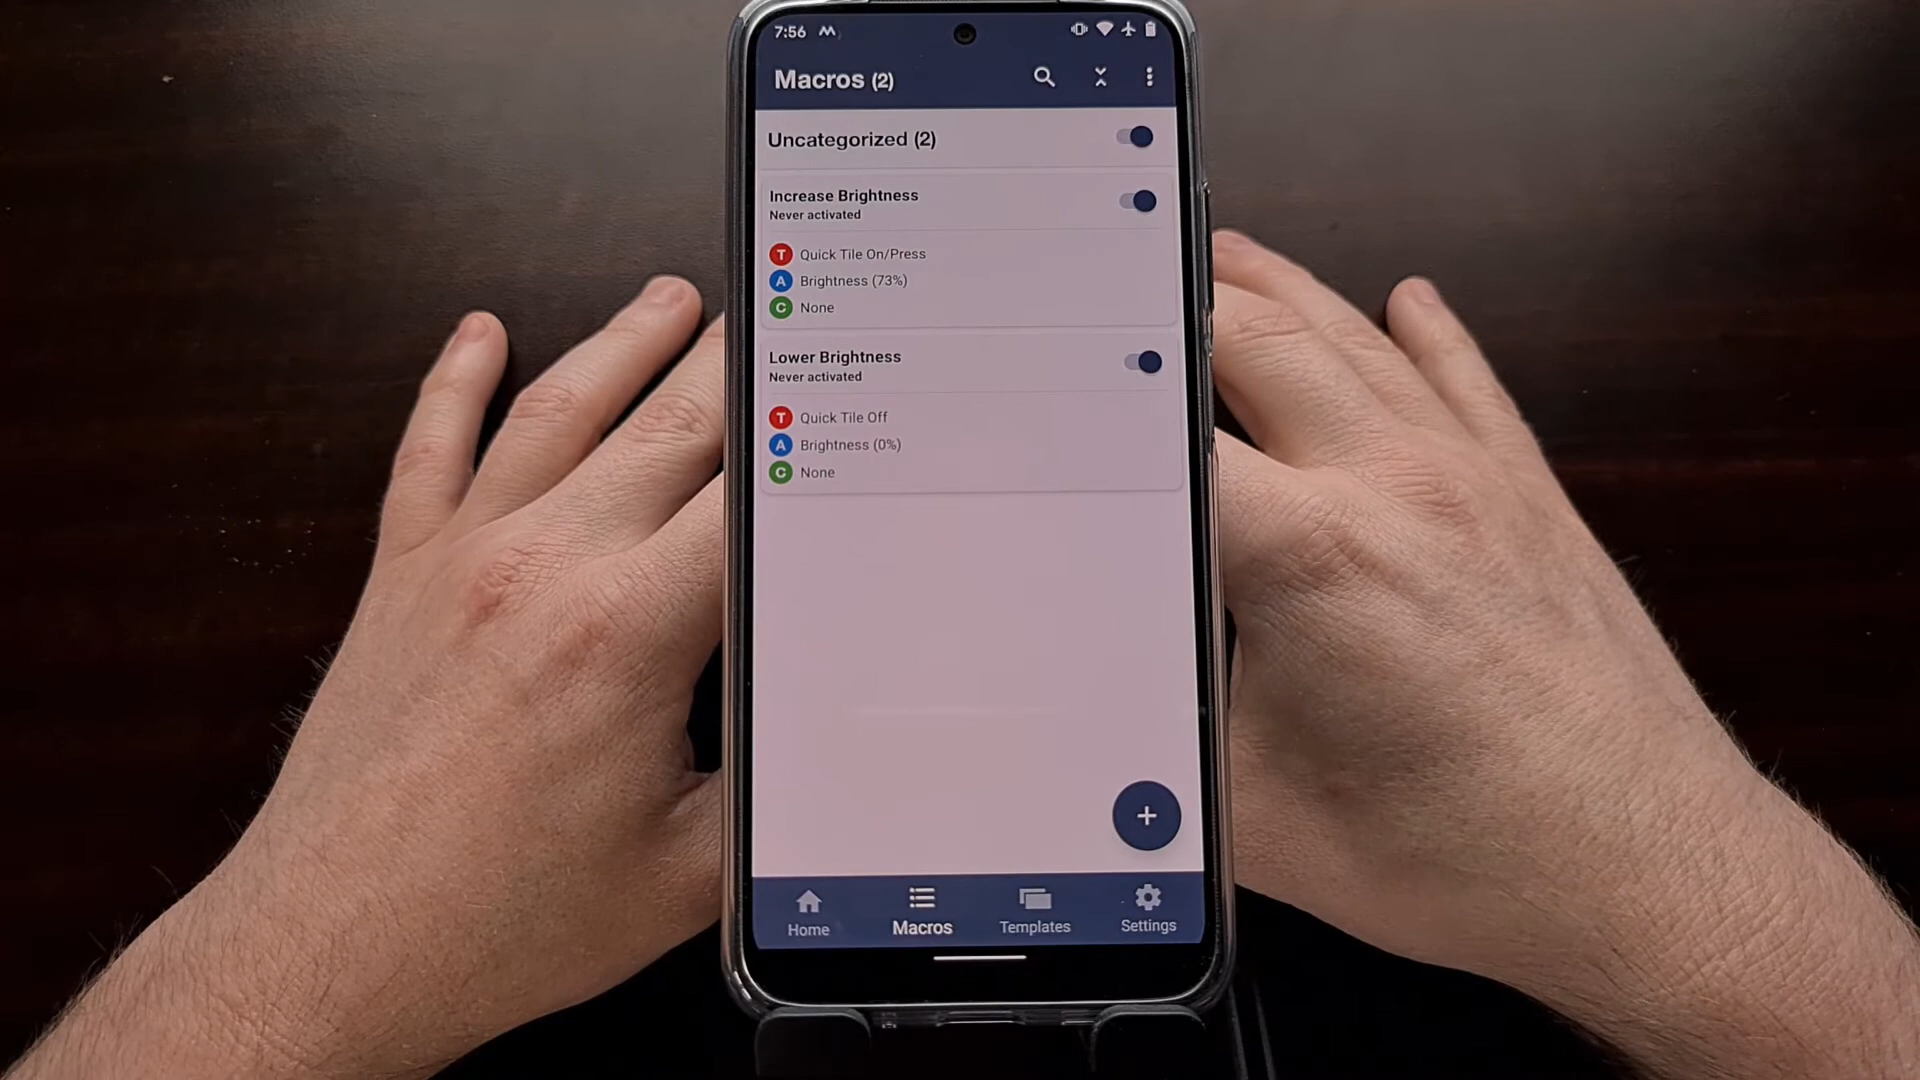 7:56
Macros (2)
Uncategorized (2)
Increase Brightness
Never activated
T Quick Tile On/Press
A Brightness (73%)
C None
Lower Brightness
Never activated
T Quick Tile Off
A Brightness (0%)
C None
+
Home Macros Templates Settings